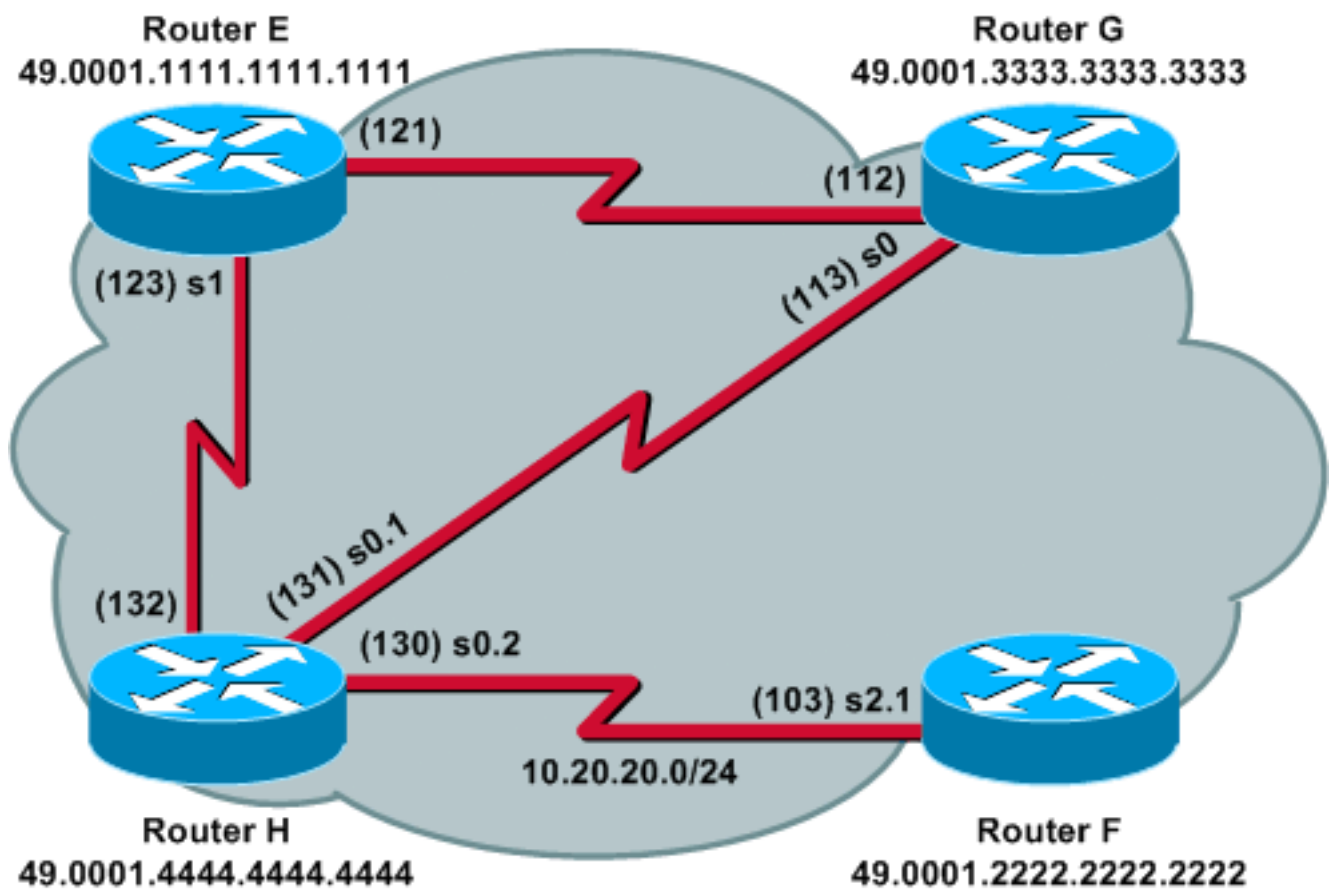 Router E
49.0001.1111.1111.1111
Router G
49.0001.3333.3333.3333
(121)
(112)
(123) s1
(113) s0
(132)
(131) s0.1
(130) s0.2
(103) s2.1
10.20.20.0/24
Router H
49.0001.4444.4444.4444
Router F
49.0001.2222.2222.2222